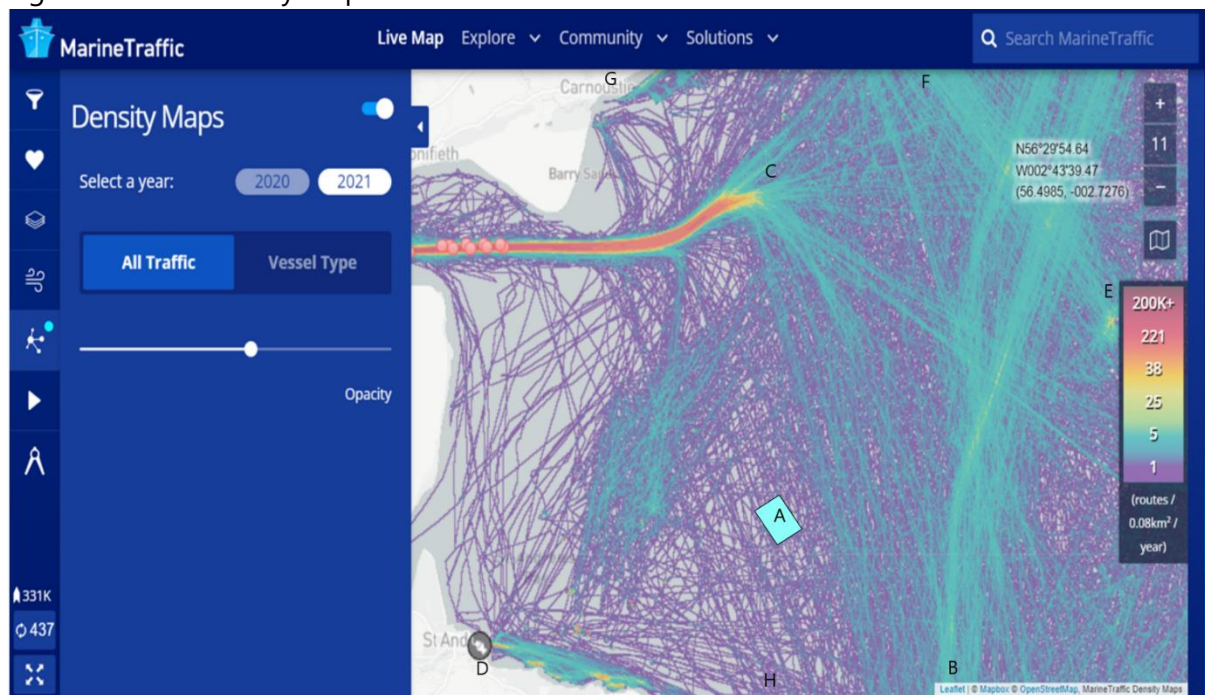 MarineTraffic
Live Map Explore Community Solutions
Search MarineTraffic
Density Maps
Select a year: 2020 2021
All Traffic Vessel Type
Opacity
331K
437
G
Carnoustie
F
onifieth
Barry
C
N56°29'54.64
W002°43'39.47
(56.4985, -002.7276)
+
11
−
E
200K+
221
38
25
5
1
(routes /
0.08km² /
year)
A
St And
D
H
B
Leaflet | © Mapbox © OpenStreetMap, MarineTraffic Density Maps